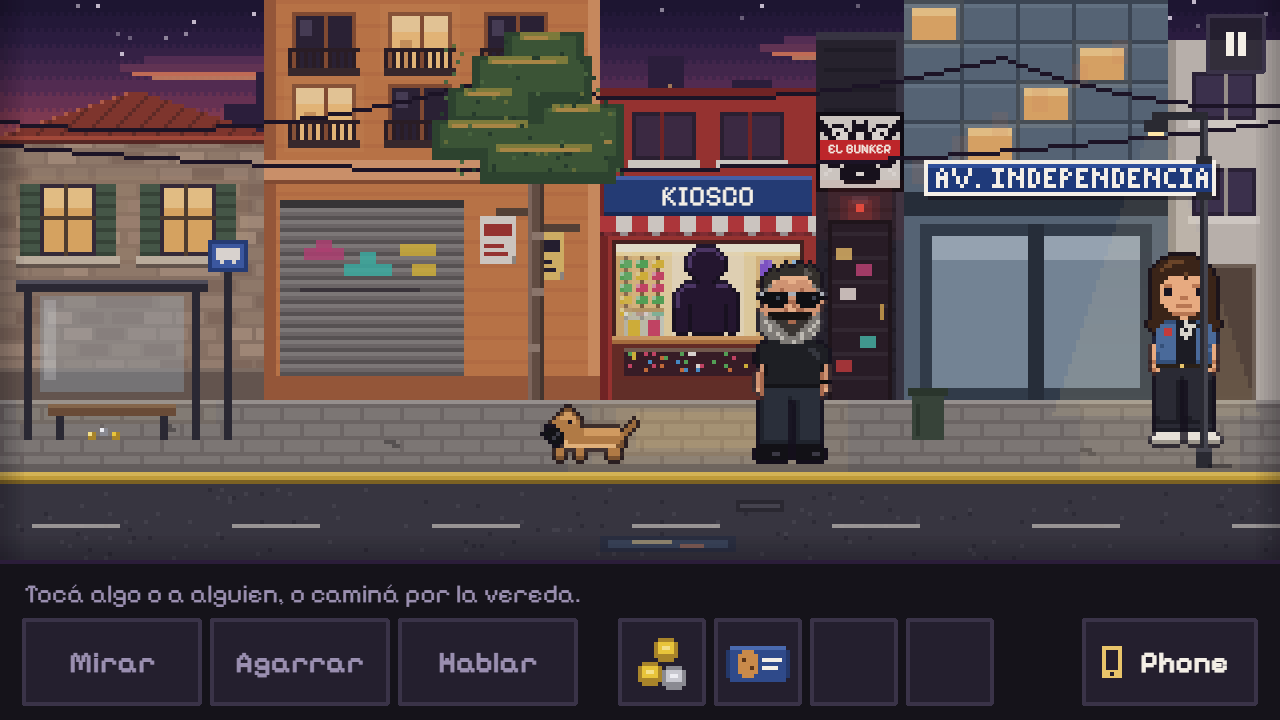 EL BUNKER
AV. INDEPENDENCIA
KIOSCO
Tocá algo o a alguien, o caminá por la vereda.
Mirar
Agarrar
Hablar
Phone